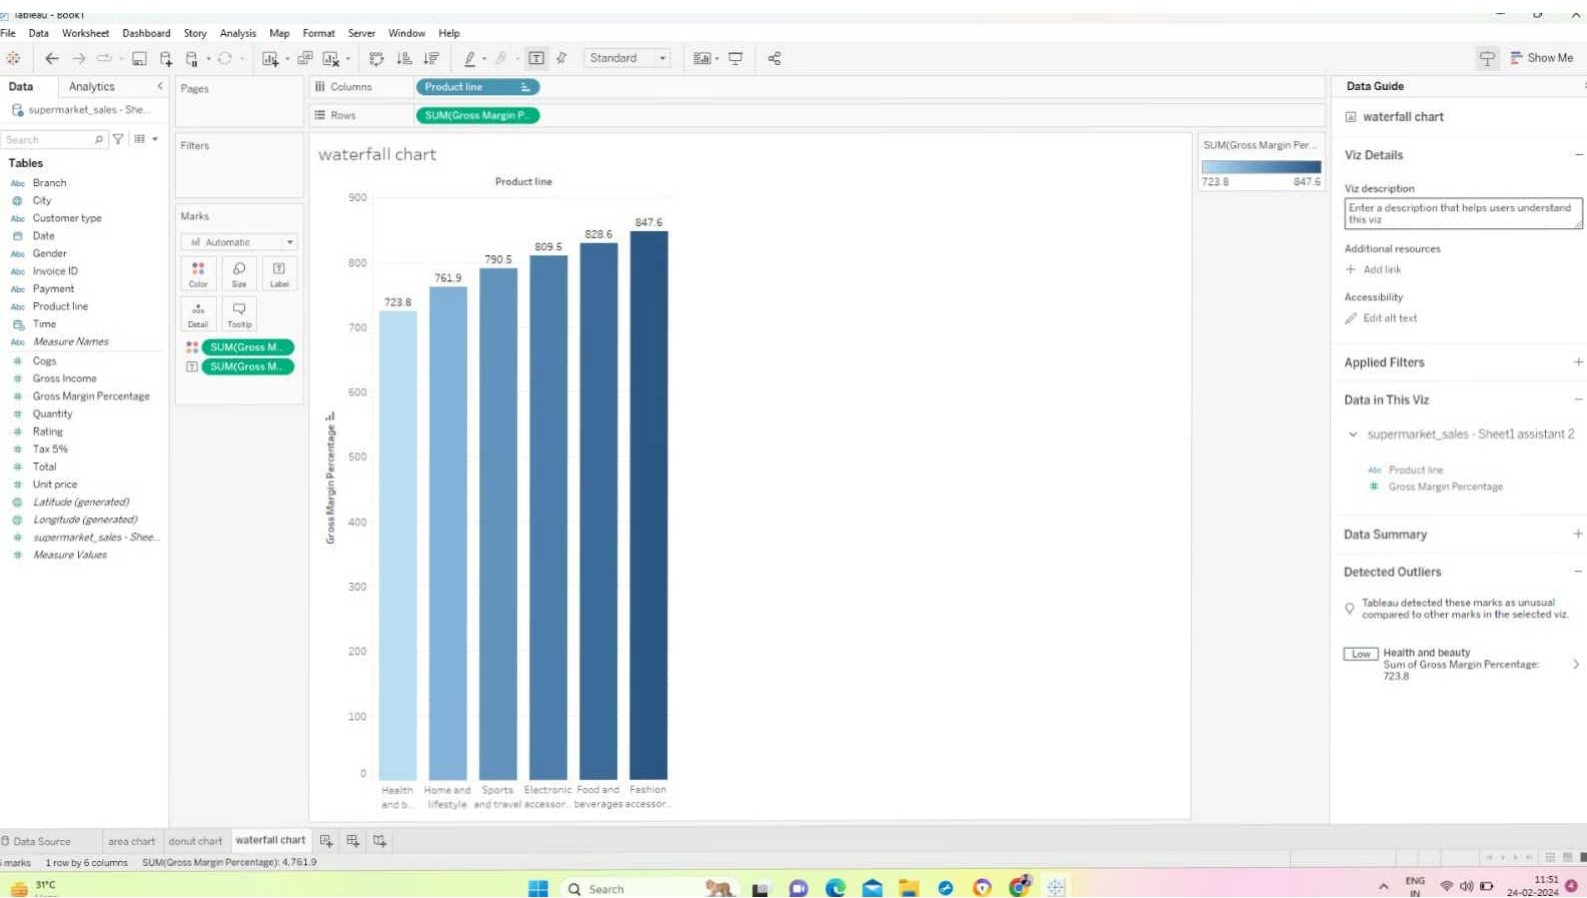 Tableau - Book1
File Data Worksheet Dashboard Story Analysis Map Format Server Window Help
Standard
Show Me
Data Analytics
supermarket_sales - She...
Search
Tables
Abc Branch
City
Abc Customer type
Date
Abc Gender
Abc Invoice ID
Abc Payment
Abc Product line
Time
Abc Measure Names
# Cogs
# Gross Income
# Gross Margin Percentage
# Quantity
# Rating
# Tax 5%
# Total
# Unit price
Latitude (generated)
Longitude (generated)
# supermarket_sales - Shee...
# Measure Values
Pages
Filters
Marks
Automatic
Color Size Label
Detail Tooltip
SUM(Gross M..
SUM(Gross M..
Columns Product line
Rows SUM(Gross Margin P..
waterfall chart
Product line
900
800
700
600
500
400
300
200
100
0
Gross Margin Percentage
723.8
761.9
790.5
809.5
828.6
847.6
Health and b..
Home and lifestyle
Sports and travel
Electronic accessor..
Food and beverages
Fashion accessor..
SUM(Gross Margin Per...
723.8 847.6
Data Guide
waterfall chart
Viz Details
Viz description
Enter a description that helps users understand
this viz
Additional resources
+ Add link
Accessibility
Edit alt text
Applied Filters
Data in This Viz
supermarket_sales - Sheet1 assistant 2
Abc Product line
# Gross Margin Percentage
Data Summary
Detected Outliers
Tableau detected these marks as unusual
compared to other marks in the selected viz.
Low Health and beauty
Sum of Gross Margin Percentage:
723.8
Data Source area chart donut chart waterfall chart
marks 1 row by 6 columns SUM(Gross Margin Percentage): 4,761.9
31°C
Search
ENG
IN
11:51
24-02-2024
4